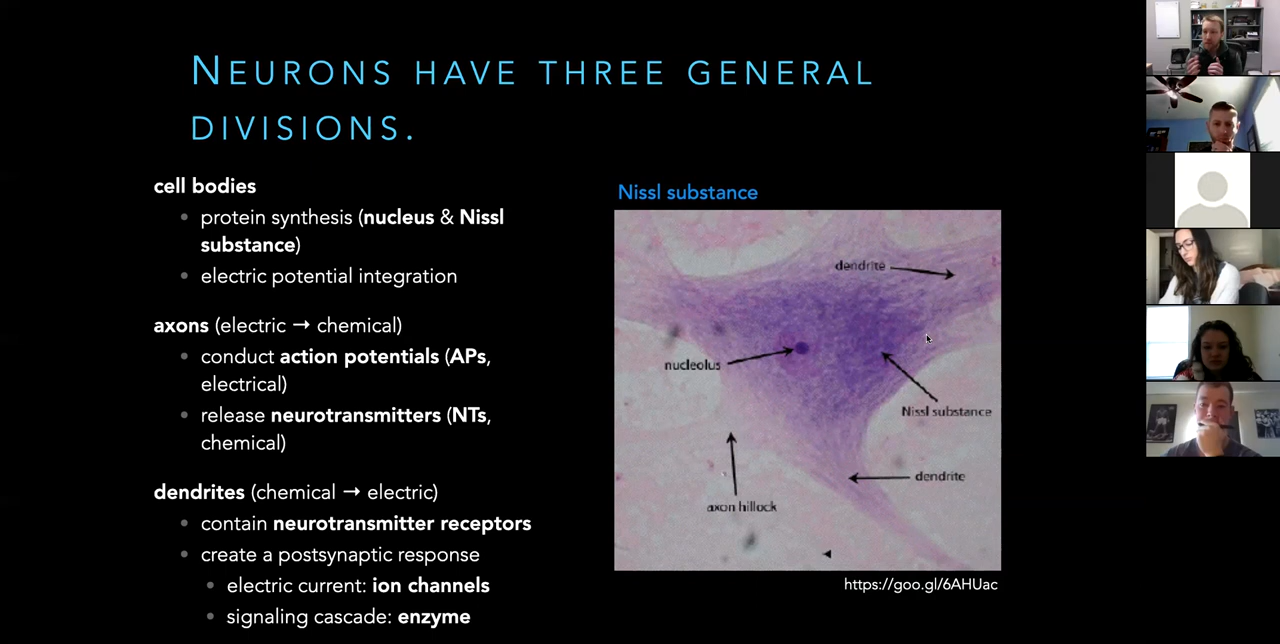 NEURONS HAVE THREE GENERAL
DIVISIONS.
cell bodies
• protein synthesis (nucleus & Nissl
substance)
• electric potential integration
axons (electric → chemical)
• conduct action potentials (APs,
electrical)
• release neurotransmitters (NTs,
chemical)
dendrites (chemical → electric)
• contain neurotransmitter receptors
• create a postsynaptic response
• electric current: ion channels
• signaling cascade: enzyme
Nissl substance
dendrite
nucleolus
Nissl substance
dendrite
axon hillock
https://goo.gl/6AHUac